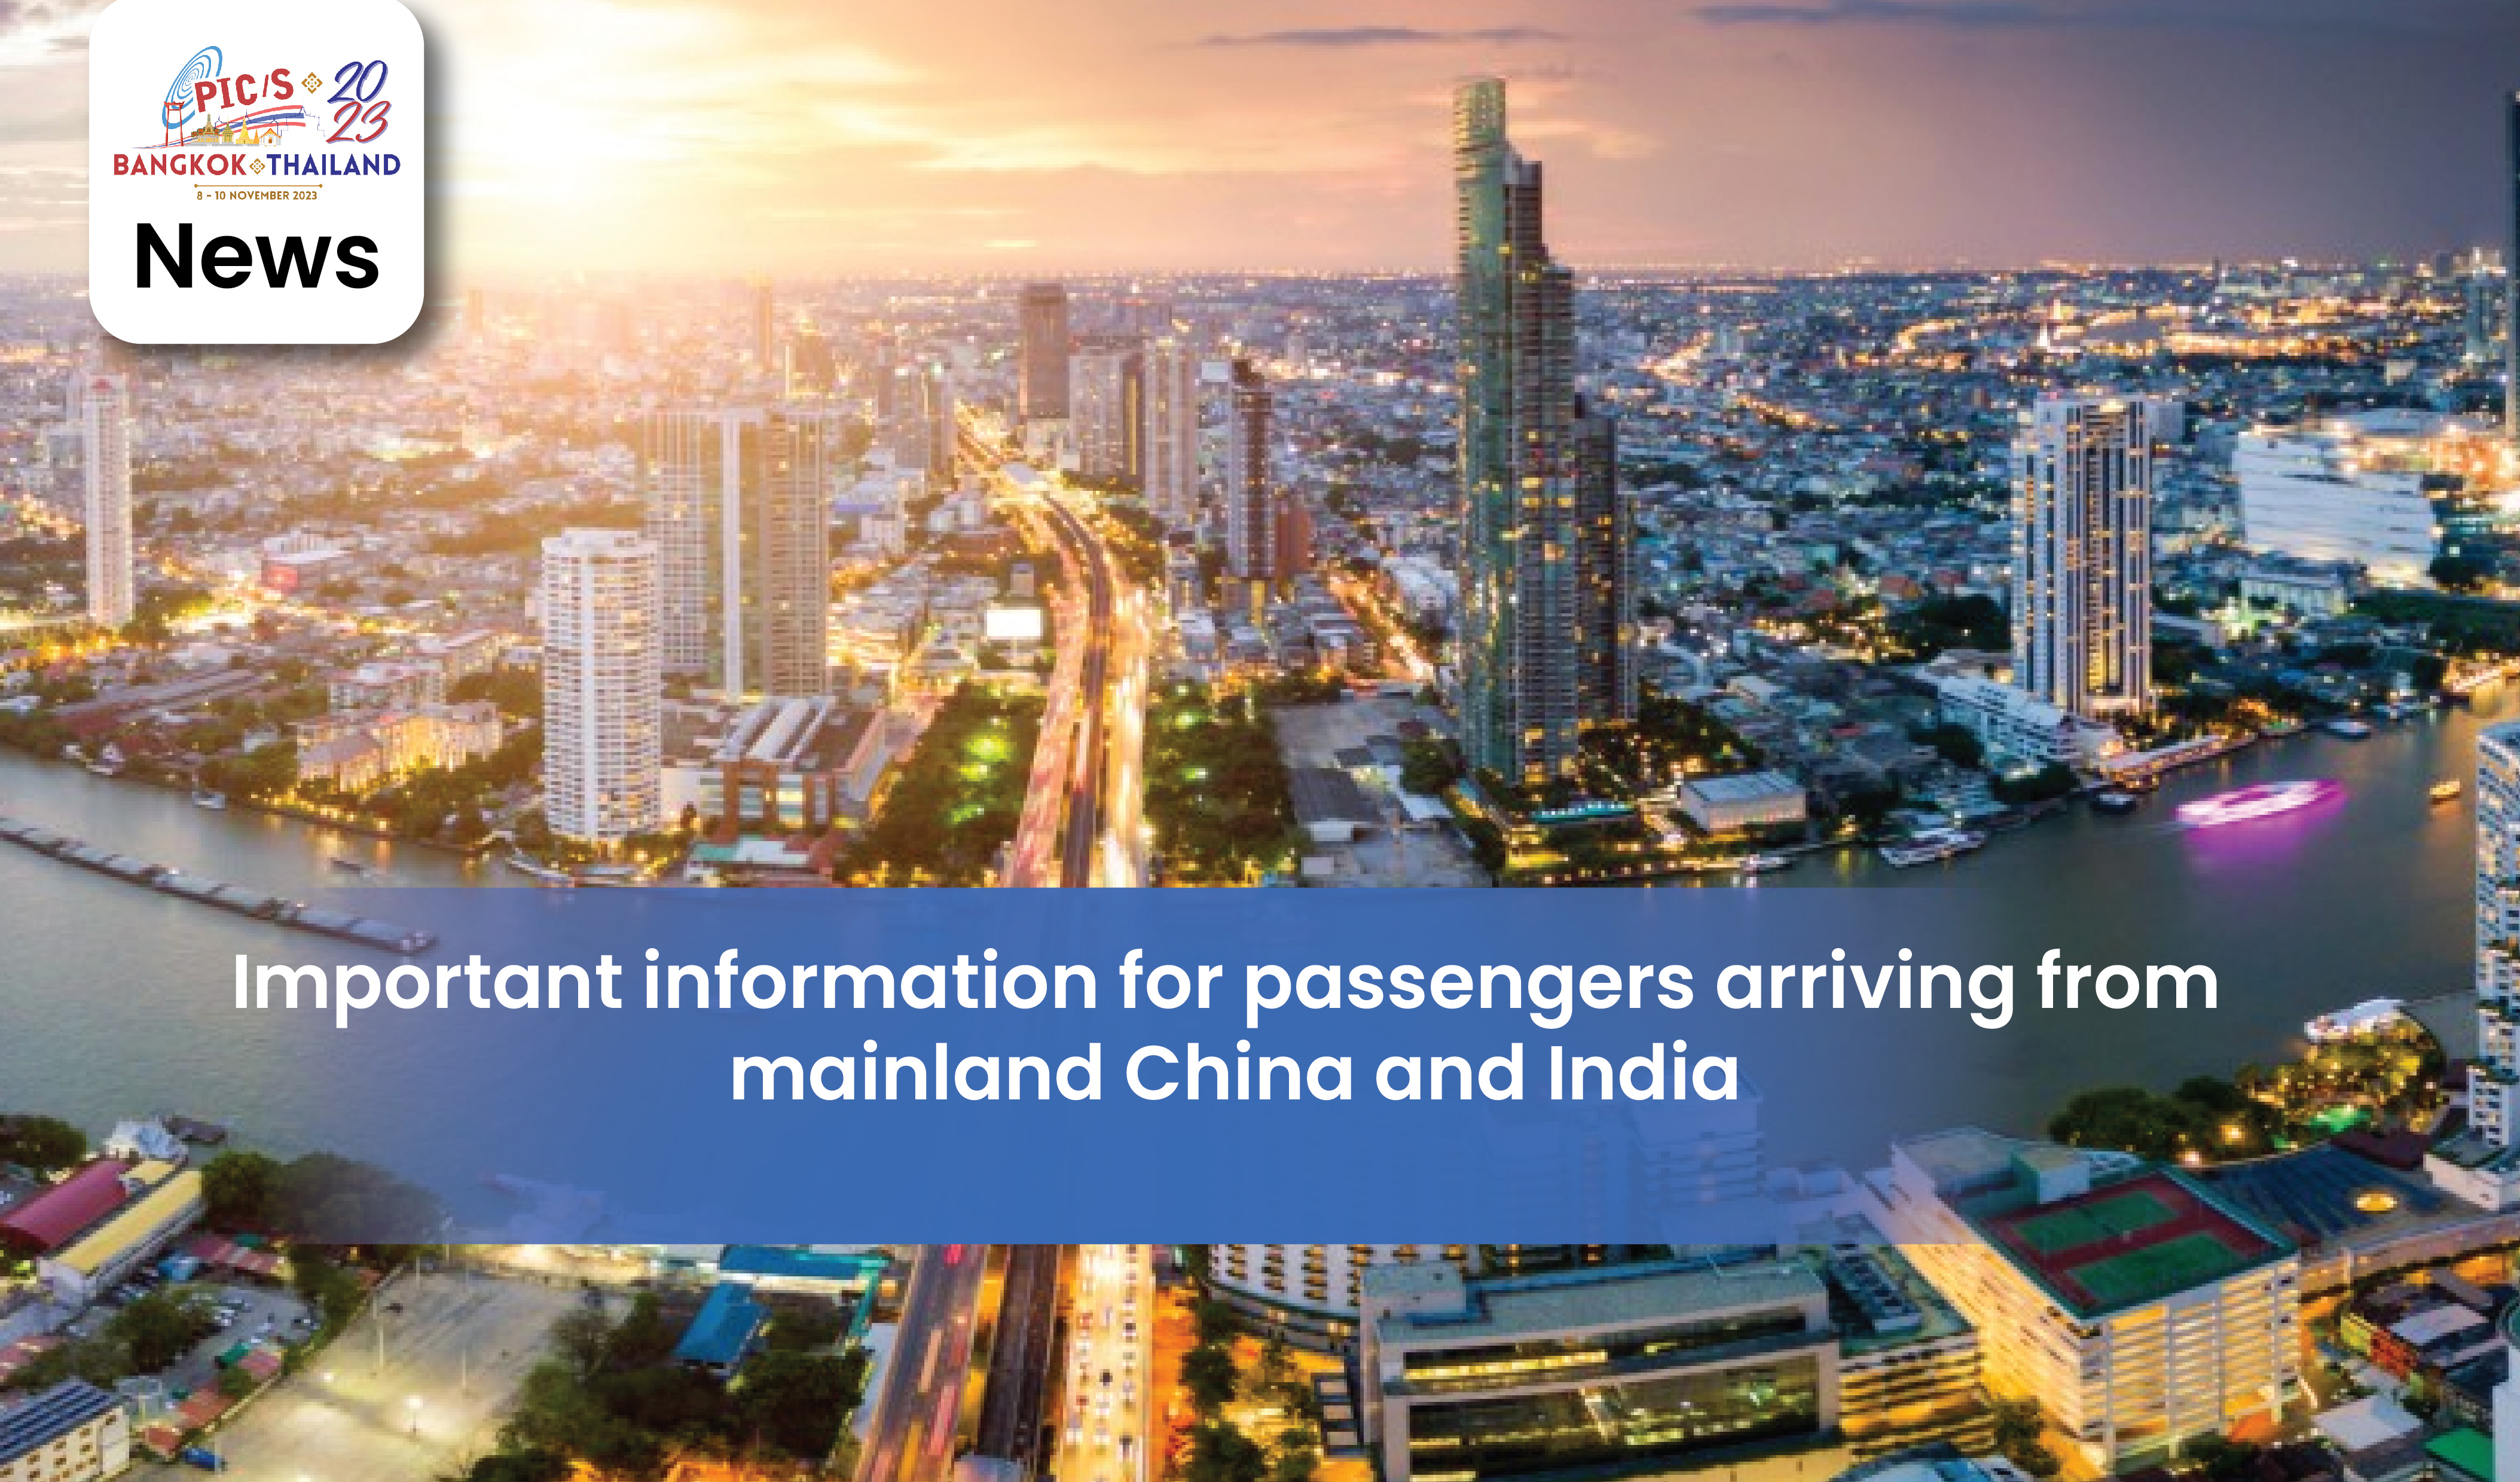 PIC/S 2023
BANGKOK THAILAND
8 - 10 NOVEMBER 2023
News
Important information for passengers arriving from
mainland China and India